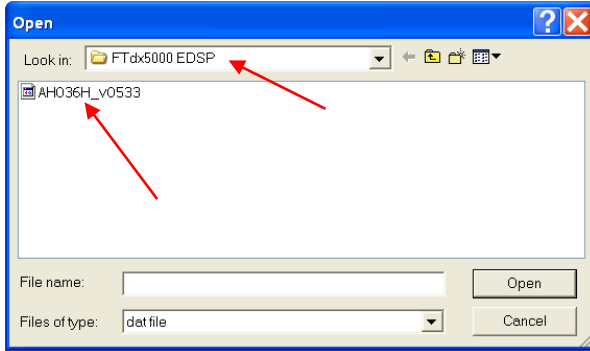 Open
Look in: FTdx5000 EDSP
AH036H_v0533
File name: Open
Files of type: dat file Cancel